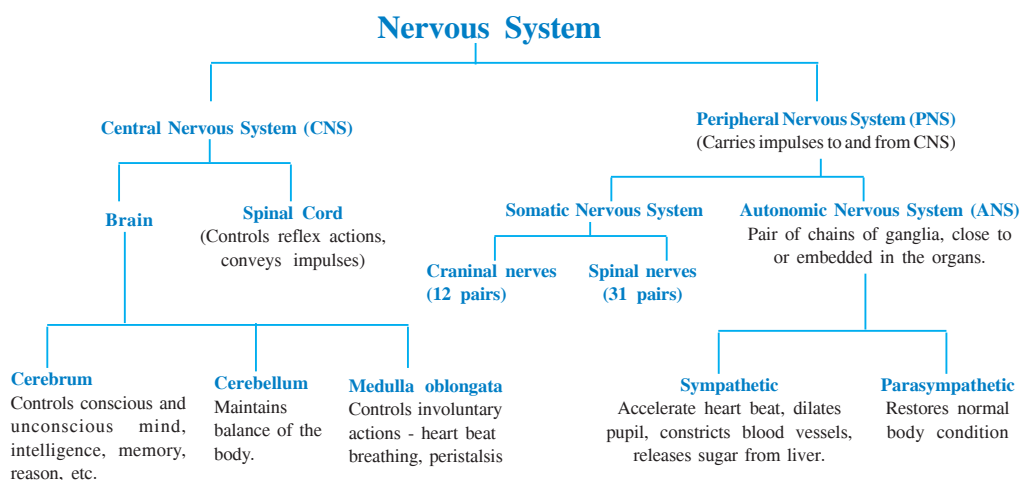 Nervous System
Central Nervous System (CNS)
Peripheral Nervous System (PNS)
(Carries impulses to and from CNS)
Brain
Spinal Cord
(Controls reflex actions,
conveys impulses)
Somatic Nervous System
Autonomic Nervous System (ANS)
Pair of chains of ganglia, close to
or embedded in the organs.
Craninal nerves
(12 pairs)
Spinal nerves
(31 pairs)
Cerebrum
Controls conscious and
unconscious mind,
intelligence, memory,
reason, etc.
Cerebellum
Maintains
balance of the
body.
Medulla oblongata
Controls involuntary
actions - heart beat
breathing, peristalsis
Sympathetic
Accelerate heart beat, dilates
pupil, constricts blood vessels,
releases sugar from liver.
Parasympathetic
Restores normal
body condition